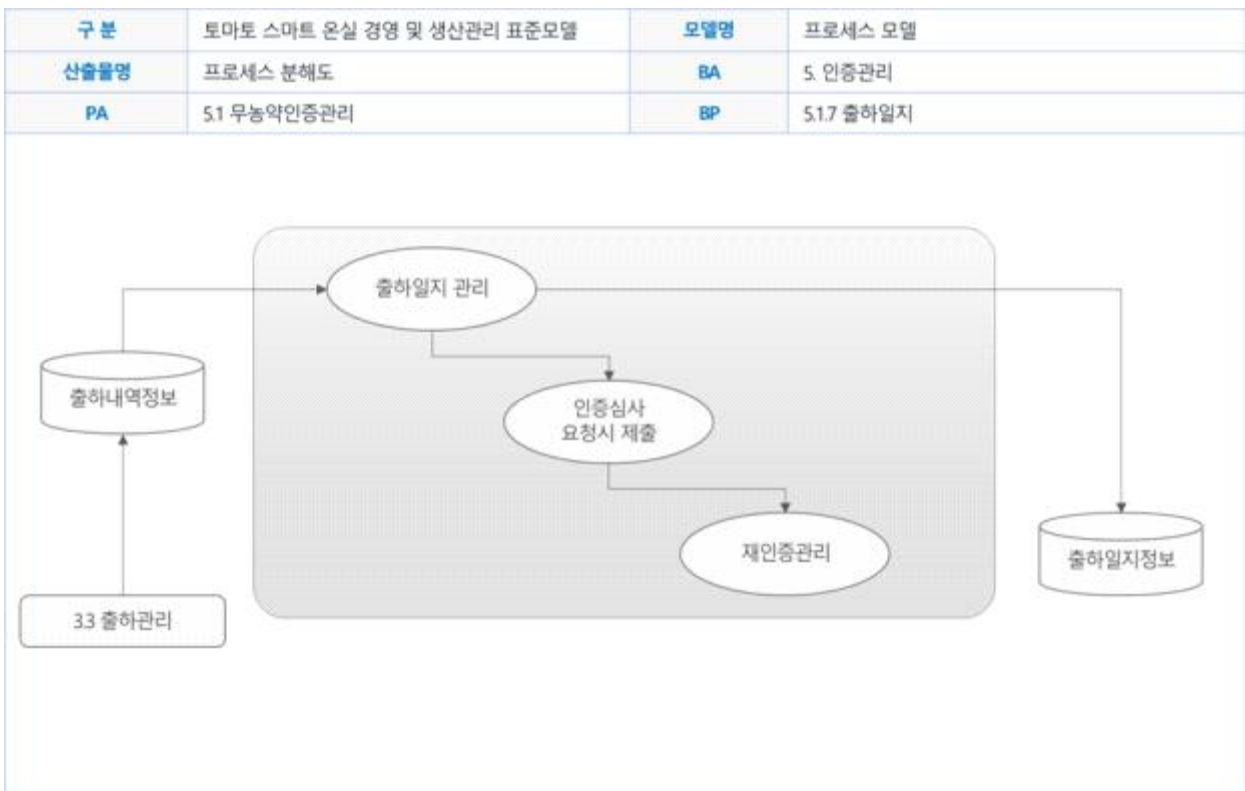 구 분 토마토 스마트 온실 경영 및 생산관리 표준모델 모델명 프로세스 모델
산출물명 프로세스 분해도 BA 5. 인증관리
PA 5.1 무농약인증관리 BP 5.1.7 출하일지
출하일지 관리
출하내역정보
인증심사
요청시 제출
재인증관리
출하일지정보
3.3 출하관리